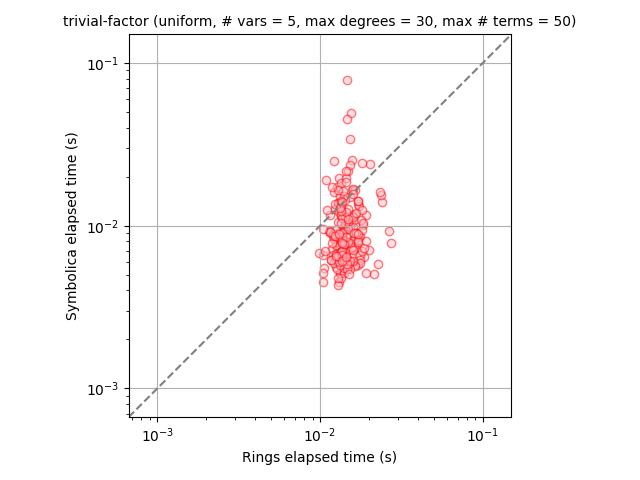 trivial-factor (uniform, # vars = 5, max degrees = 30, max # terms = 50)
Symbolica elapsed time (s)
10⁻¹
10⁻²
10⁻³
10⁻³
10⁻²
10⁻¹
Rings elapsed time (s)